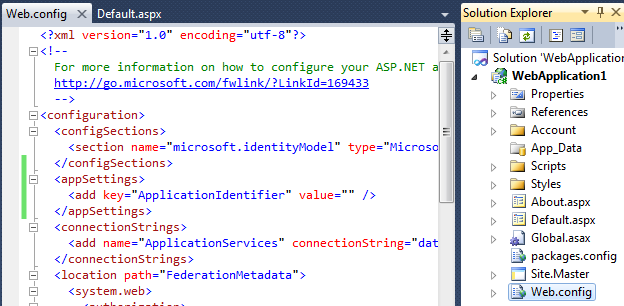 Web.config Default.aspx
<?xml version="1.0" encoding="utf-8"?>
<!--
For more information on how to configure your ASP.NET a
http://go.microsoft.com/fwlink/?LinkId=169433
-->
<configuration>
<configSections>
<section name="microsoft.identityModel" type="Micros
</configSections>
<appSettings>
<add key="ApplicationIdentifier" value="" />
</appSettings>
<connectionStrings>
<add name="ApplicationServices" connectionString="dat
</connectionStrings>
<location path="FederationMetadata">
<system.web>
Solution Explorer
Solution 'WebApplication
WebApplication1
Properties
References
Account
App_Data
Scripts
Styles
About.aspx
Default.aspx
Global.asax
packages.config
Site.Master
Web.config